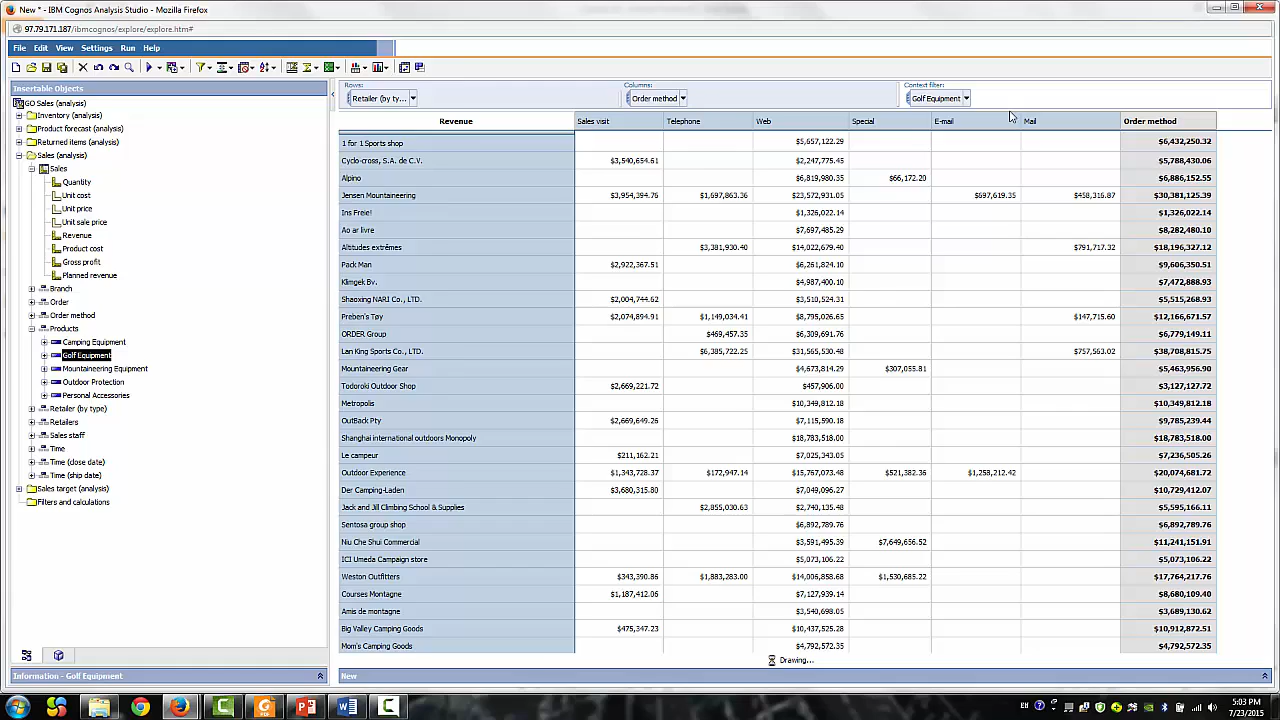 New * - IBM Cognos Analysis Studio - Mozilla Firefox
97.79.171.187/ibmcognos/explore/explore.htm#
File Edit View Settings Run Help
Insertable Objects
GO Sales (analysis)
Inventory (analysis)
Product forecast (analysis)
Returned items (analysis)
Sales (analysis)
Sales
Quantity
Unit cost
Unit price
Unit sale price
Revenue
Product cost
Gross profit
Planned revenue
Branch
Order
Order method
Products
Camping Equipment
Golf Equipment
Mountaineering Equipment
Outdoor Protection
Personal Accessories
Retailer (by type)
Retailers
Sales staff
Time
Time (close date)
Time (ship date)
Sales target (analysis)
Filters and calculations
Information - Golf Equipment
Rows: Columns: Context filter:
Retailer (by ty... Order method Golf Equipment
Revenue Sales visit Telephone Web Special E-mail Mail Order method
1 for 1 Sports shop $5,657,122.29 $6,432,250.32
Cyclo-cross, S.A. de C.V. $3,540,654.61 $2,247,775.45 $5,788,430.06
Alpino $6,819,980.35 $66,172.20 $6,886,152.55
Jensen Mountaineering $3,954,394.76 $1,697,863.36 $23,572,931.05 $697,619.35 $458,316.87 $30,381,125.39
Ins Freie! $1,326,022.14 $1,326,022.14
Ao ar livre $7,697,485.29 $8,282,480.10
Altitudes extrêmes $3,381,930.40 $14,022,679.40 $791,717.32 $18,196,327.12
Pack Man $2,922,367.51 $6,261,824.10 $9,606,350.51
Klimgek Bv. $4,987,400.10 $7,472,888.93
Shaoxing NARI Co., LTD. $2,004,744.62 $3,510,524.31 $5,515,268.93
Preben's Tøy $2,074,894.91 $1,149,034.41 $8,795,026.65 $147,715.60 $12,166,671.57
ORDER Group $469,457.35 $6,309,691.76 $6,779,149.11
Lan King Sports Co., LTD. $6,385,722.25 $31,565,530.48 $757,563.02 $38,708,815.75
Mountaineering Gear $4,673,814.29 $307,055.81 $5,463,956.90
Todoroki Outdoor Shop $2,669,221.72 $457,906.00 $3,127,127.72
Metropolis $10,349,812.18 $10,349,812.18
OutBack Pty $2,669,649.26 $7,115,590.18 $9,785,239.44
Shanghai international outdoors Monopoly $18,783,518.00 $18,783,518.00
Le campeur $211,162.21 $7,025,343.05 $7,236,505.26
Outdoor Experience $1,343,728.37 $172,947.14 $15,767,073.48 $521,382.36 $1,258,212.42 $20,074,681.72
Der Camping-Laden $3,680,315.80 $7,049,096.27 $10,729,412.07
Jack and Jill Climbing School & Supplies $2,855,030.63 $2,740,135.48 $5,595,166.11
Sentosa group shop $6,892,789.76 $6,892,789.76
Niu Che Shui Commercial $3,591,495.39 $7,649,656.52 $11,241,151.91
ICI Umeda Campaign store $5,073,106.22 $5,073,106.22
Weston Outfitters $343,390.86 $1,883,283.00 $14,006,858.68 $1,530,685.22 $17,764,217.76
Courses Montagne $1,187,412.06 $7,127,939.14 $8,680,109.40
Amis de montagne $3,540,698.05 $3,689,130.62
Big Valley Camping Goods $475,347.23 $10,437,525.28 $10,912,872.51
Mom's Camping Goods $4,792,572.35 $4,792,572.35
Drawing...
New
EN
5:03 PM
7/23/2015